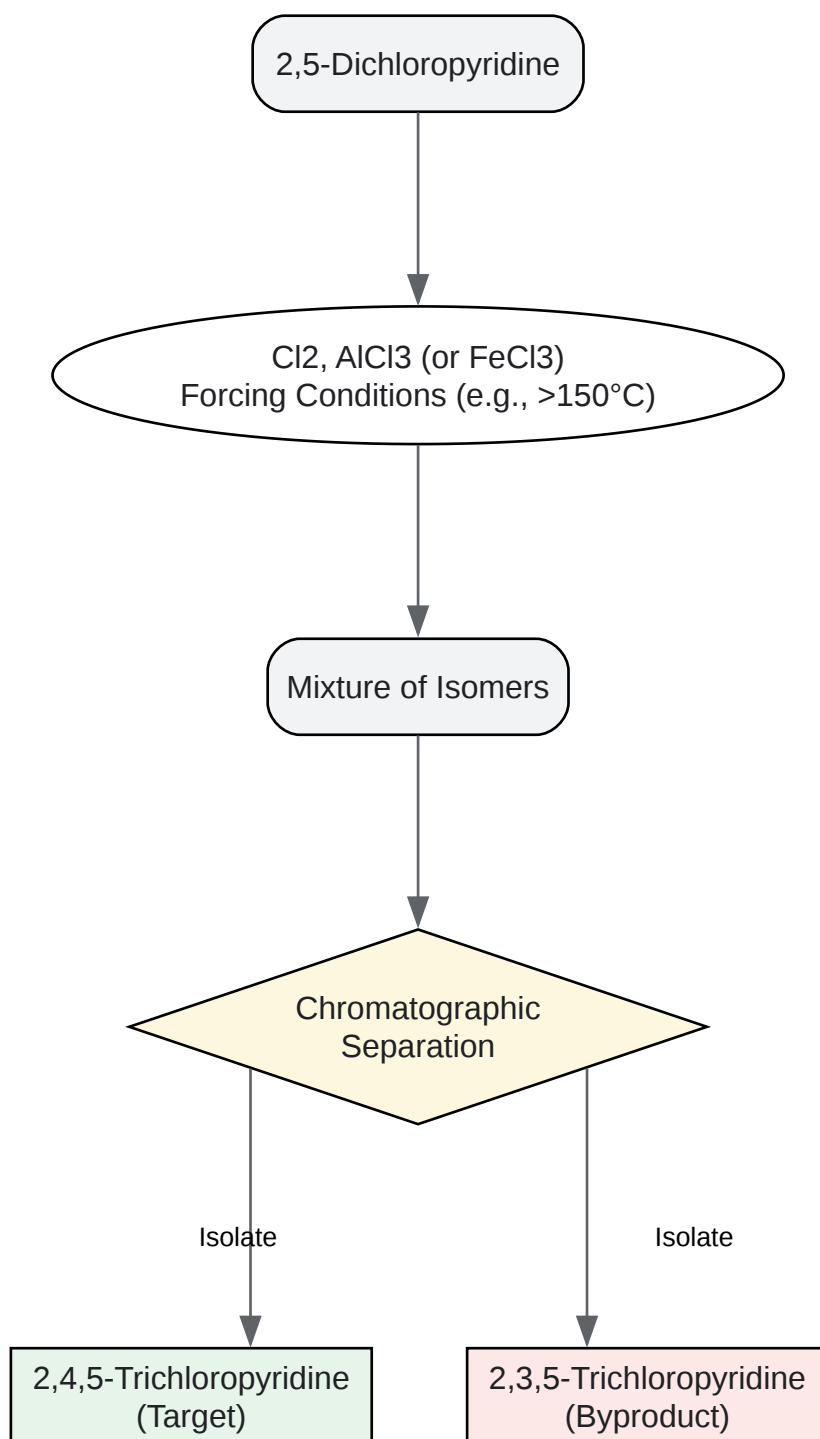 2,5-Dichloropyridine
Cl2, AlCl3 (or FeCl3)
Forcing Conditions (e.g., >150°C)
Mixture of Isomers
Chromatographic
Separation
Isolate
Isolate
2,4,5-Trichloropyridine
(Target)
2,3,5-Trichloropyridine
(Byproduct)